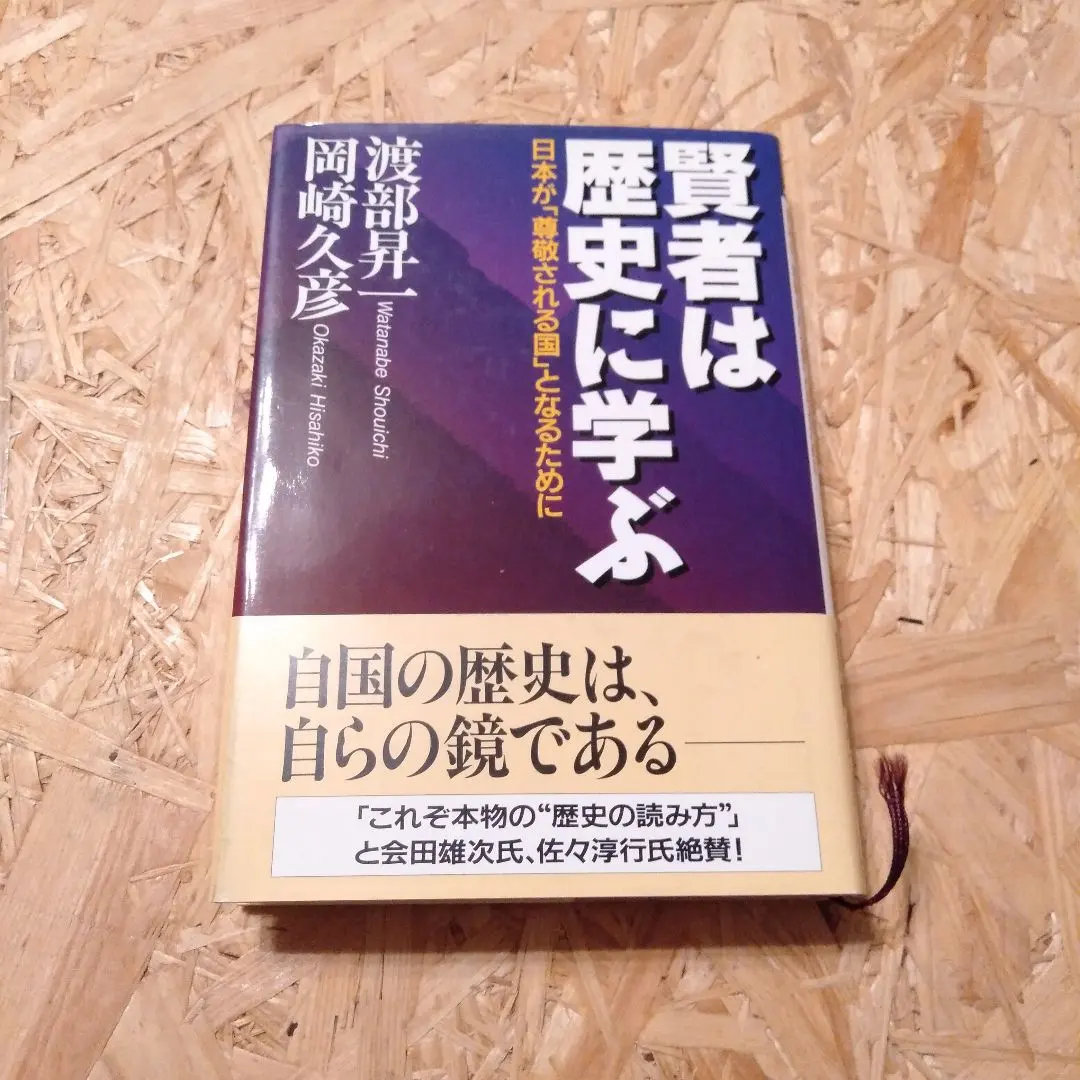 賢者は
歴史に学ぶ
日本が「尊敬される国」となるために
渡部昇一
Watanabe Shouichi
岡崎久彦
Okazaki Hisahiko
自国の歴史は、
自らの鏡である――
「これぞ本物の“歴史の読み方”」
と会田雄次氏、佐々淳行氏絶賛!